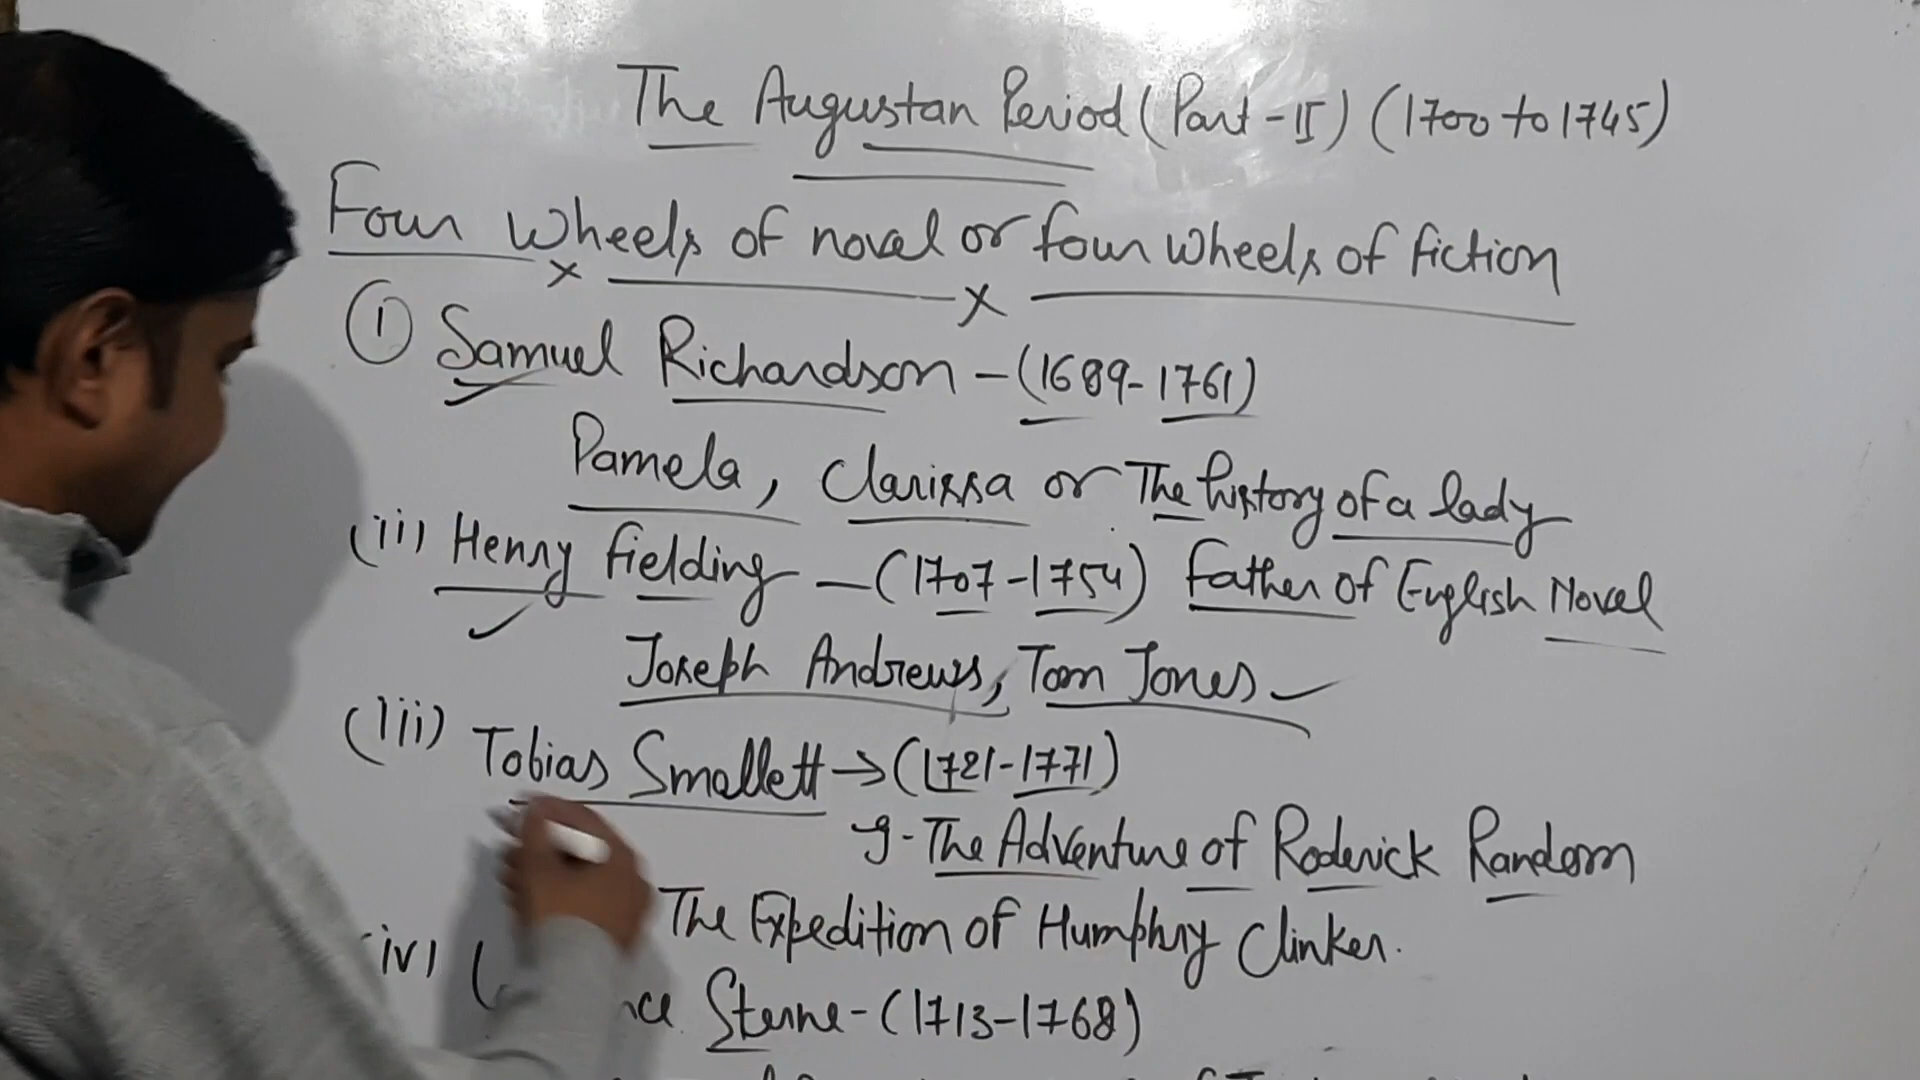 The Augustan Period (Part-II) (1700 to 1745)
Four wheels of novel or four wheels of fiction
① Samuel Richardson - (1689-1761)
Pamela, Clarissa or The history of a lady
(ii) Henry Fielding - (1707-1754) Father of English Novel
Joseph Andrews, Tom Jones
(iii) Tobias Smollett → (1721-1771)
The Adventure of Roderick Random
The Expedition of Humphry Clinker.
iv) Sterne - (1713-1768)